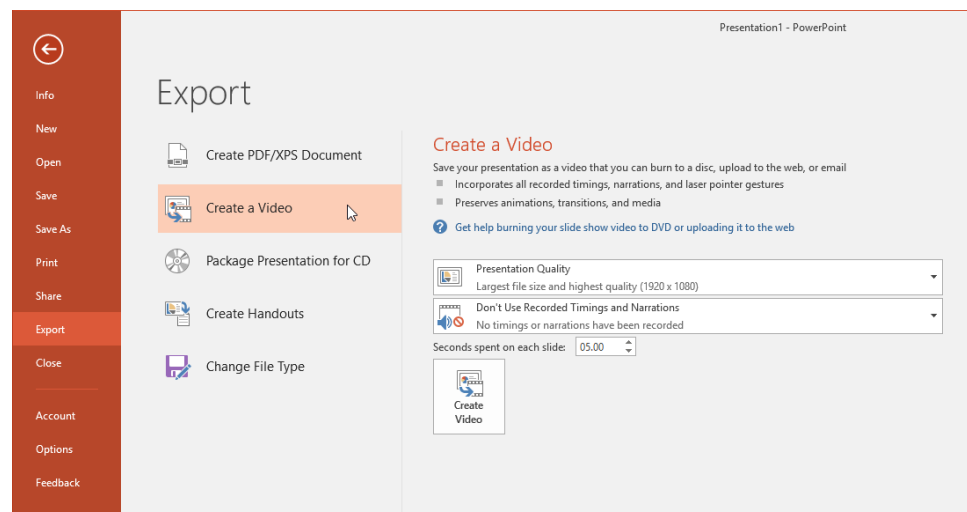 Presentation1 - PowerPoint
Info
New
Open
Save
Save As
Print
Share
Export
Close
Account
Options
Feedback
Export
Create PDF/XPS Document
Create a Video
Package Presentation for CD
Create Handouts
Change File Type
Create a Video
Save your presentation as a video that you can burn to a disc, upload to the web, or email
Incorporates all recorded timings, narrations, and laser pointer gestures
Preserves animations, transitions, and media
Get help burning your slide show video to DVD or uploading it to the web
Presentation Quality
Largest file size and highest quality (1920 x 1080)
Don't Use Recorded Timings and Narrations
No timings or narrations have been recorded
Seconds spent on each slide: 05.00
Create
Video